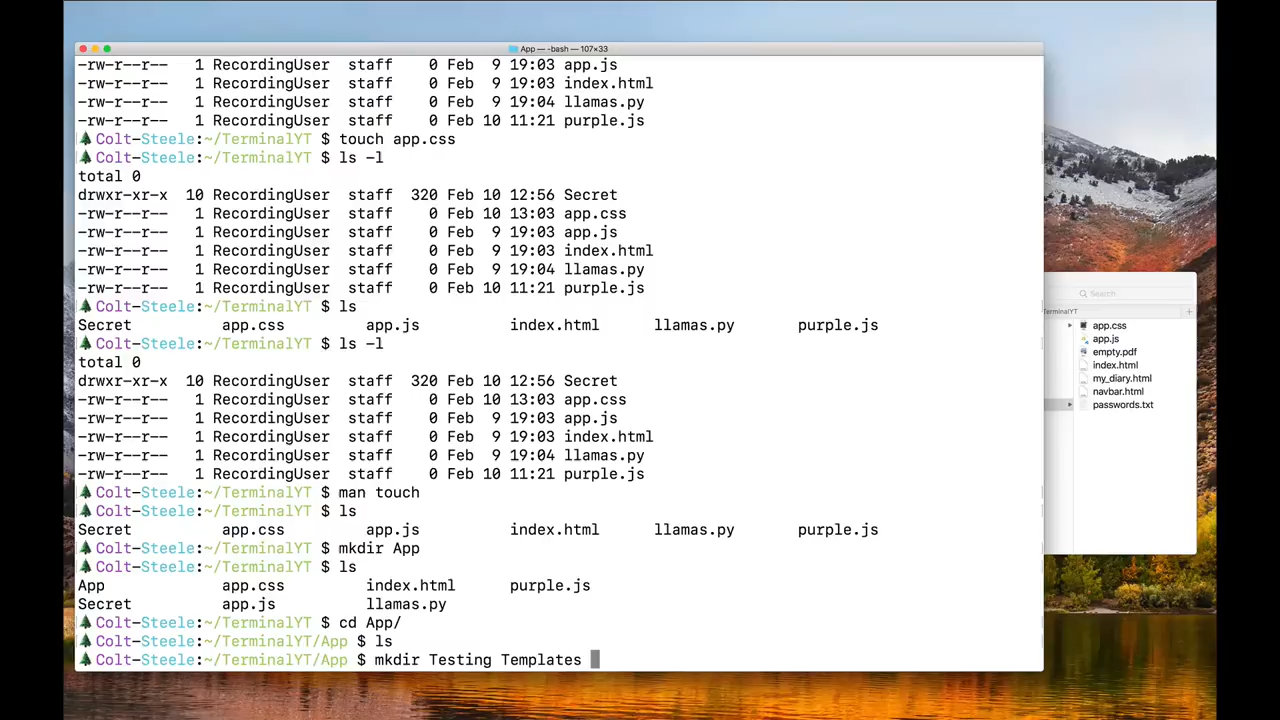 App — -bash — 107×33
-rw-r--r-- 1 RecordingUser staff 0 Feb 9 19:03 app.js
-rw-r--r-- 1 RecordingUser staff 0 Feb 9 19:03 index.html
-rw-r--r-- 1 RecordingUser staff 0 Feb 9 19:04 llamas.py
-rw-r--r-- 1 RecordingUser staff 0 Feb 10 11:21 purple.js
🌲Colt-Steele:~/TerminalYT $ touch app.css
🌲Colt-Steele:~/TerminalYT $ ls -l
total 0
drwxr-xr-x 10 RecordingUser staff 320 Feb 10 12:56 Secret
-rw-r--r-- 1 RecordingUser staff 0 Feb 10 13:03 app.css
-rw-r--r-- 1 RecordingUser staff 0 Feb 9 19:03 app.js
-rw-r--r-- 1 RecordingUser staff 0 Feb 9 19:03 index.html
-rw-r--r-- 1 RecordingUser staff 0 Feb 9 19:04 llamas.py
-rw-r--r-- 1 RecordingUser staff 0 Feb 10 11:21 purple.js
🌲Colt-Steele:~/TerminalYT $ ls
Secret app.css app.js index.html llamas.py purple.js
🌲Colt-Steele:~/TerminalYT $ ls -l
total 0
drwxr-xr-x 10 RecordingUser staff 320 Feb 10 12:56 Secret
-rw-r--r-- 1 RecordingUser staff 0 Feb 10 13:03 app.css
-rw-r--r-- 1 RecordingUser staff 0 Feb 9 19:03 app.js
-rw-r--r-- 1 RecordingUser staff 0 Feb 9 19:03 index.html
-rw-r--r-- 1 RecordingUser staff 0 Feb 9 19:04 llamas.py
-rw-r--r-- 1 RecordingUser staff 0 Feb 10 11:21 purple.js
🌲Colt-Steele:~/TerminalYT $ man touch
🌲Colt-Steele:~/TerminalYT $ ls
Secret app.css app.js index.html llamas.py purple.js
🌲Colt-Steele:~/TerminalYT $ mkdir App
🌲Colt-Steele:~/TerminalYT $ ls
App app.css index.html purple.js
Secret app.js llamas.py
🌲Colt-Steele:~/TerminalYT $ cd App/
🌲Colt-Steele:~/TerminalYT/App $ ls
🌲Colt-Steele:~/TerminalYT/App $ mkdir Testing Templates
Search
TerminalYT
app.css
app.js
empty.pdf
index.html
my_diary.html
navbar.html
passwords.txt